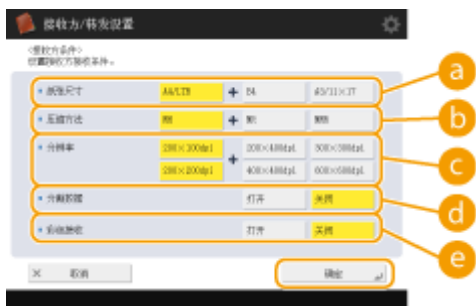 接收方/转发设置
<接收方条件>
设置接收方接收条件。
纸张尺寸 A4/LTR + B4 A3/11×17 a
压缩方法 MH + MR MMR b
分辨率 200×100dpi 200×400dpi 300×300dpi c
200×200dpi + 400×400dpi 600×600dpi
分割数据 打开 关闭 d
彩色接收 打开 关闭 e
× 取消 确定